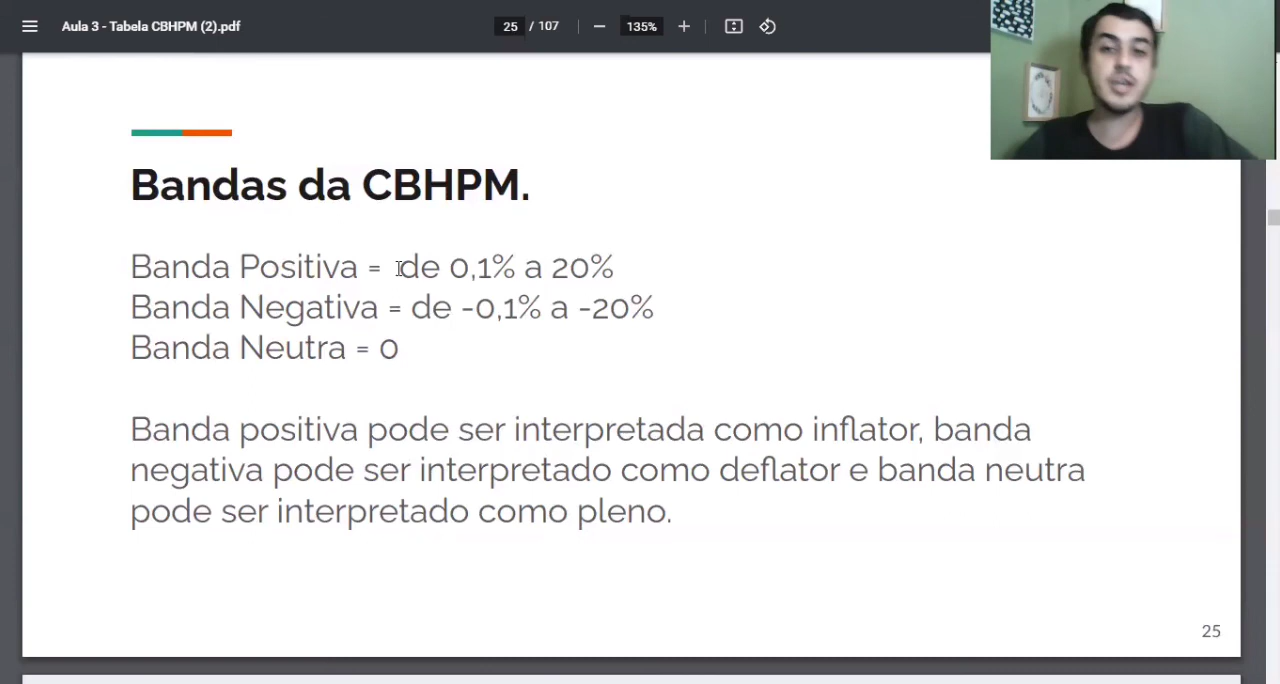 Aula 3 - Tabela CBHPM (2).pdf
25 / 107
135%
Bandas da CBHPM.
Banda Positiva = de 0,1% a 20%
Banda Negativa = de -0,1% a -20%
Banda Neutra = 0
Banda positiva pode ser interpretada como inflator, banda
negativa pode ser interpretado como deflator e banda neutra
pode ser interpretado como pleno.
25